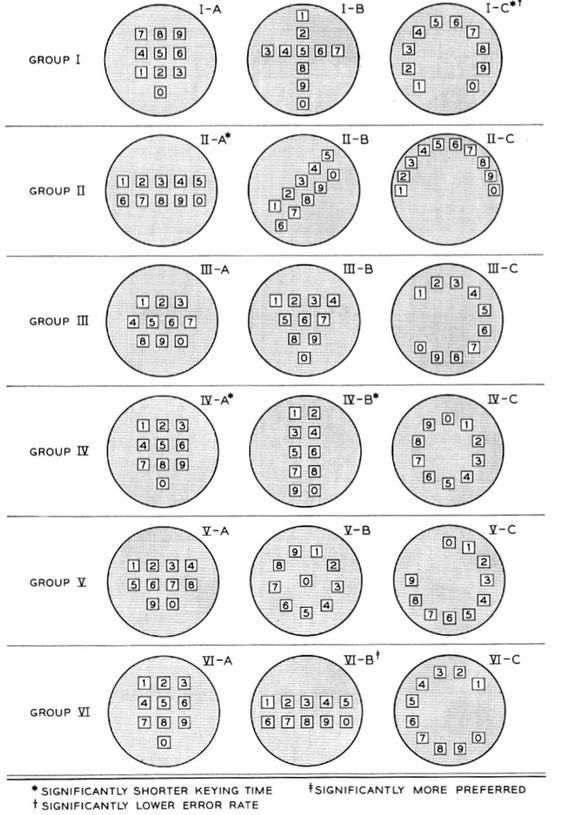 GROUP I
I-A
7 8 9
4 5 6
1 2 3
0
I-B
1
2
3 4 5 6 7
8
9
0
I-C*†
5 6
4 7
3 8
2 9
1 0
GROUP II
II-A*
1 2 3 4 5
6 7 8 9 0
II-B
5
4 0
3 9
2 8
1 7
6
II-C
4 5 6 7
3 8
2 9
1 0
GROUP III
III-A
1 2 3
4 5 6 7
8 9 0
III-B
1 2 3 4
5 6 7
8 9
0
III-C
2 3
1 4
5
6
0 7
9 8
GROUP IV
IV-A*
1 2 3
4 5 6
7 8 9
0
IV-B*
1 2
3 4
5 6
7 8
9 0
IV-C
0
9 1
8 2
7 3
6 4
5
GROUP V
V-A
1 2 3 4
5 6 7 8
9 0
V-B
9 1
8 2
0
7 3
6 4
5
V-C
0 1
2
9 3
8 4
7 6 5
GROUP VI
VI-A
1 2 3
4 5 6
7 8 9
0
VI-B‡
1 2 3 4 5
6 7 8 9 0
VI-C
3 2
4 1
5
6
7 0
8 9
* SIGNIFICANTLY SHORTER KEYING TIME ‡SIGNIFICANTLY MORE PREFERRED
† SIGNIFICANTLY LOWER ERROR RATE